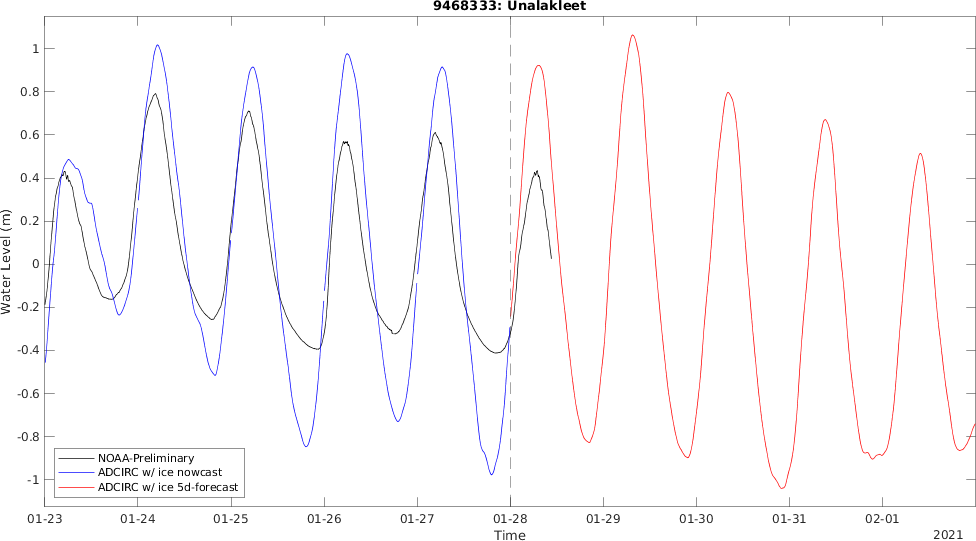 9468333: Unalakleet
Water Level (m)
1
0.8
0.6
0.4
0.2
0
-0.2
-0.4
-0.6
-0.8
-1
NOAA-Preliminary
ADCIRC w/ ice nowcast
ADCIRC w/ ice 5d-forecast
01-23 01-24 01-25 01-26 01-27 01-28 01-29 01-30 01-31 02-01
Time
2021